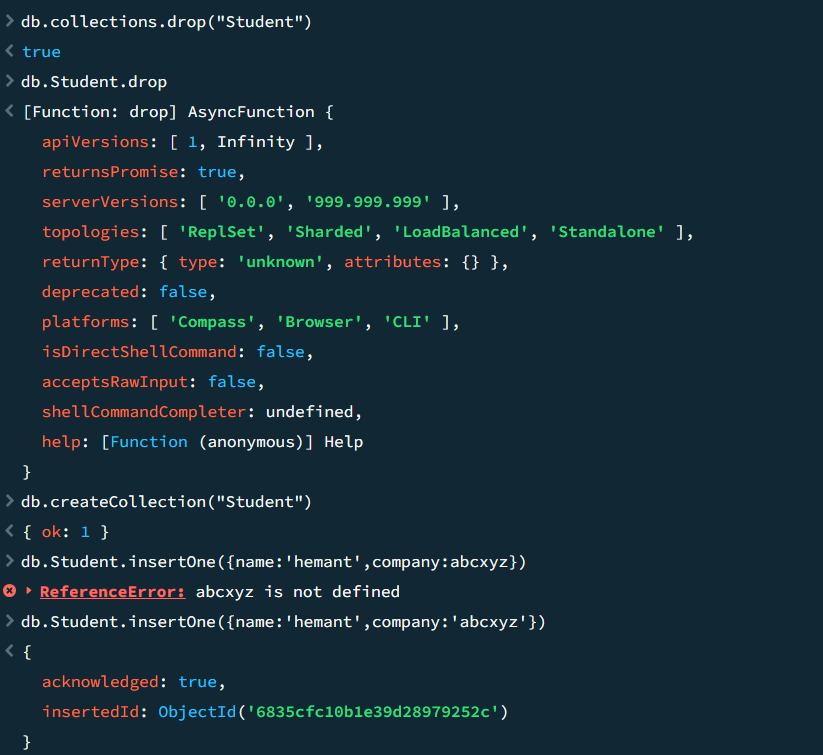 > db.collections.drop("Student")
< true
> db.Student.drop
< [Function: drop] AsyncFunction {
apiVersions: [ 1, Infinity ],
returnsPromise: true,
serverVersions: [ '0.0.0', '999.999.999' ],
topologies: [ 'ReplSet', 'Sharded', 'LoadBalanced', 'Standalone' ],
returnType: { type: 'unknown', attributes: {} },
deprecated: false,
platforms: [ 'Compass', 'Browser', 'CLI' ],
isDirectShellCommand: false,
acceptsRawInput: false,
shellCommandCompleter: undefined,
help: [Function (anonymous)] Help
}
> db.createCollection("Student")
< { ok: 1 }
> db.Student.insertOne({name:'hemant',company:abcxyz})
ReferenceError: abcxyz is not defined
> db.Student.insertOne({name:'hemant',company:'abcxyz'})
< {
acknowledged: true,
insertedId: ObjectId('6835cfc10b1e39d28979252c')
}